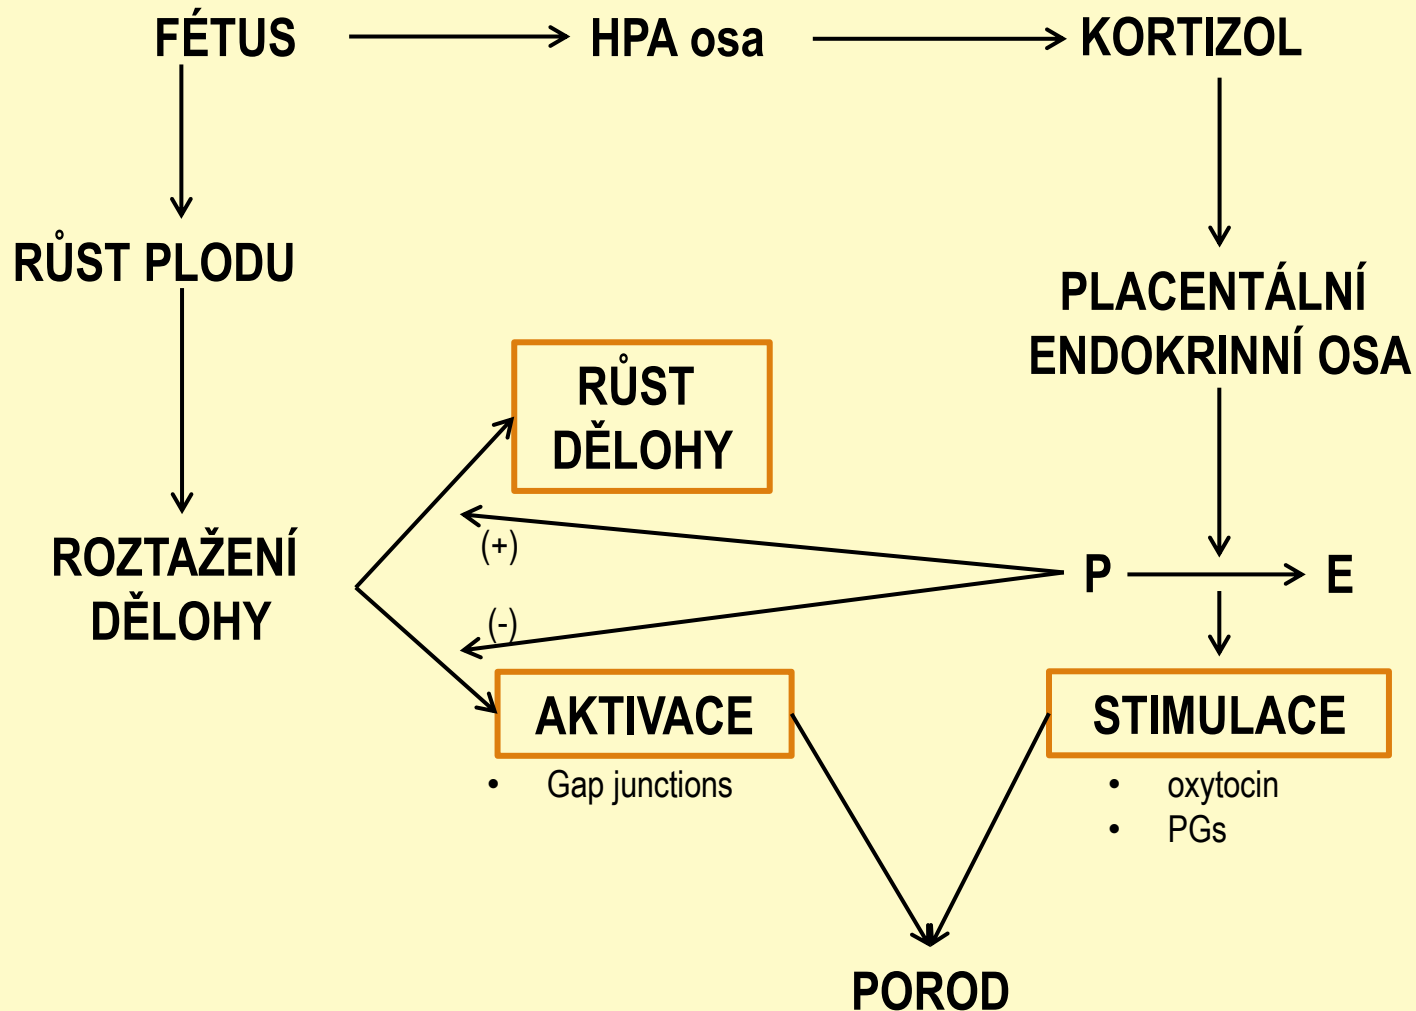 FÉTUS
HPA osa
KORTIZOL
RŮST PLODU
PLACENTÁLNÍ
ENDOKRINNÍ OSA
RŮST
DĚLOHY
ROZTAŽENÍ
DĚLOHY
(+)
(-)
P
E
AKTIVACE
• Gap junctions
STIMULACE
• oxytocin
• PGs
POROD